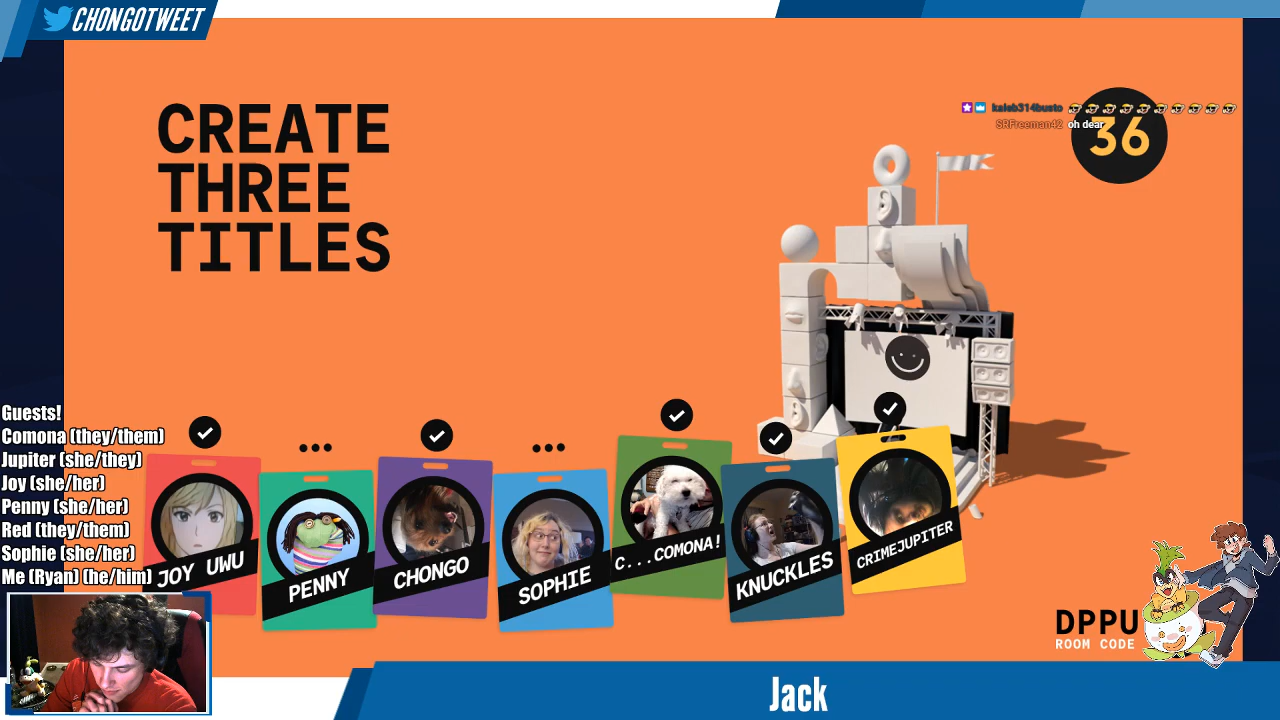 CHONGOTWEET
CREATE
THREE
TITLES
kaleb314busto
SRFreeman42 oh dear
36
Guests!
Comona (they/them)
Jupiter (she/they)
Joy (she/her)
Penny (she/her)
Red (they/them)
Sophie (she/her)
Me (Ryan) (he/him)
JOY UWU
PENNY
CHONGO
SOPHIE
C...COMONA!
KNUCKLES
CRIMEJUPITER
DPPU
ROOM CODE
Jack